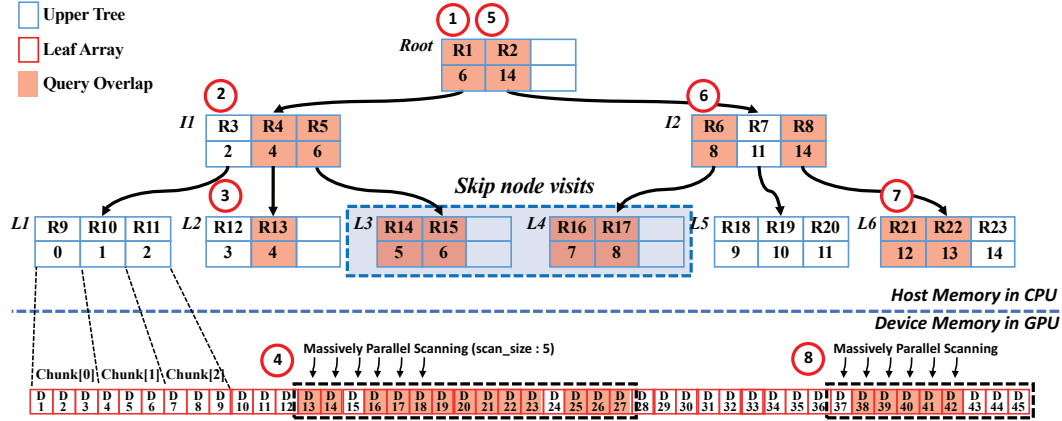 Upper Tree
Leaf Array
Query Overlap
1 5
Root
R1 R2
6 14
2
I1
R3 R4 R5
2 4 6
6
I2
R6 R7 R8
8 11 14
Skip node visits
3
7
L1
R9 R10 R11
0 1 2
L2
R12 R13
3 4
L3
R14 R15
5 6
L4
R16 R17
7 8
L5
R18 R19 R20
9 10 11
L6
R21 R22 R23
12 13 14
Host Memory in CPU
Device Memory in GPU
4
Massively Parallel Scanning (scan_size : 5)
8
Massively Parallel Scanning
Chunk[0] Chunk[1] Chunk[2]
D D D D D D D D D D D D D D D D D D D D D D D D D D D D D D D D D D D D D D D D D D D D D
1 2 3 4 5 6 7 8 9 10 11 12 13 14 15 16 17 18 19 20 21 22 23 24 25 26 27 28 29 30 31 32 33 34 35 36 37 38 39 40 41 42 43 44 45